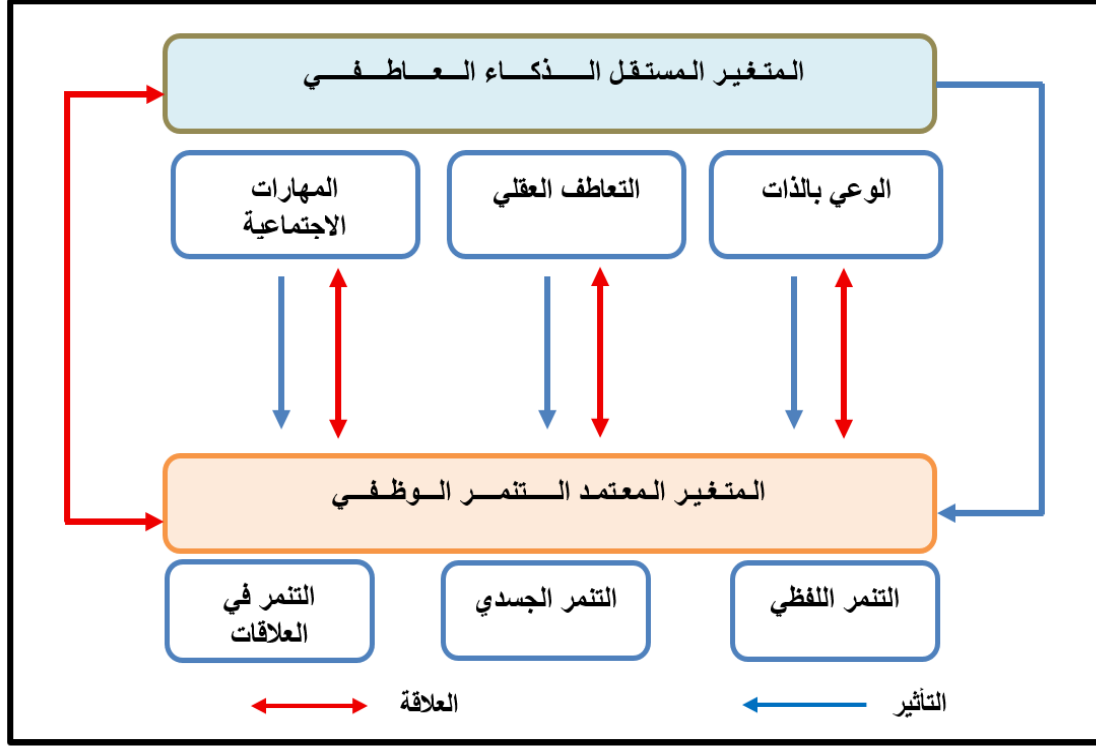 المتغير المستقل الذكاء العاطفي
الوعي بالذات
التعاطف العقلي
المهارات
الاجتماعية
المتغير المعتمد التنمر الوظفي
التنمر اللفظي
التنمر الجسدي
التنمر في
العلاقات
التأثير
العلاقة